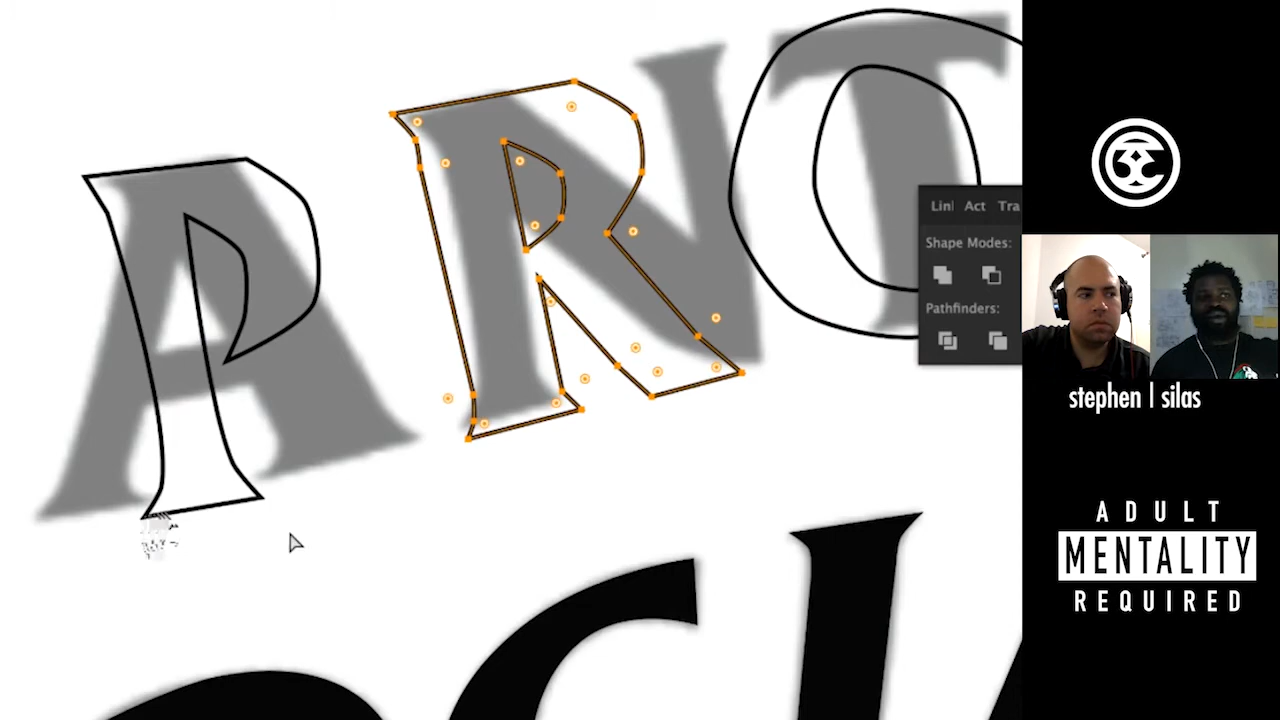 A N T
P R O
Lin Act Tra
Shape Modes:
Pathfinders:
stephen | silas
ADULT
MENTALITY
REQUIRED